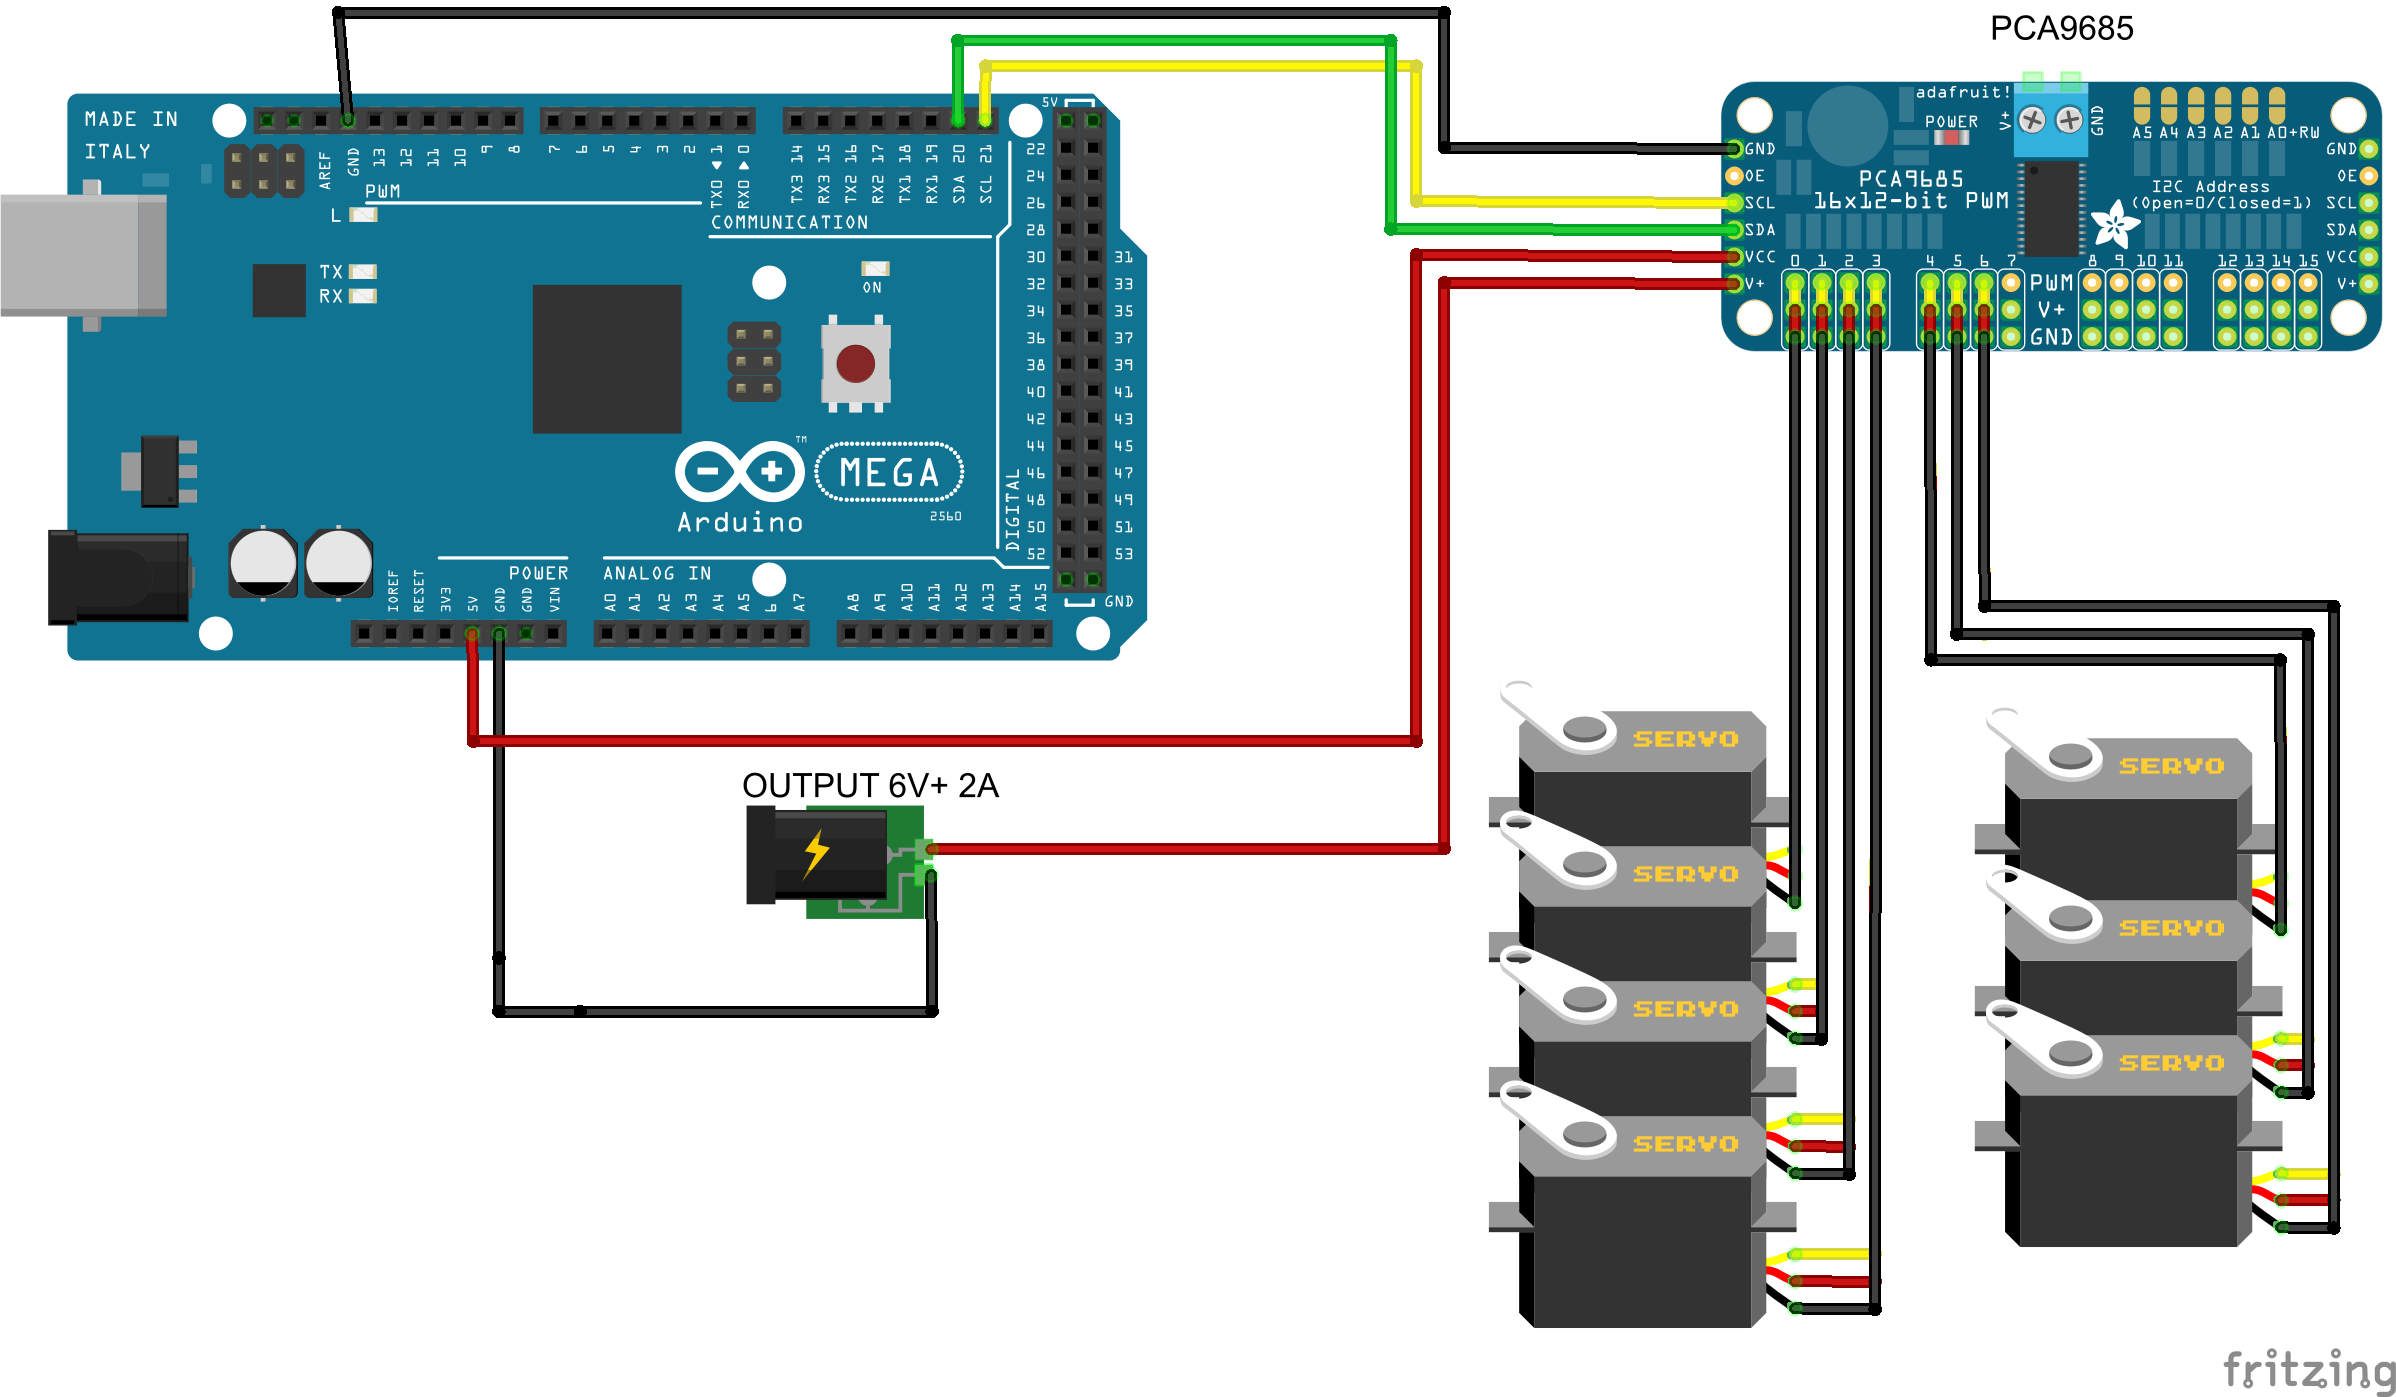 PCA9685
MADE IN
ITALY
AREF
GND
13
12
11
10
9
8
7
6
5
4
3
2
TX0 ▶ 1
RX0 ◀ 0
TX3 14
RX3 15
TX2 16
RX2 17
TX1 18
RX1 19
SDA 20
SCL 21
PWM
L
COMMUNICATION
TX
RX
ON
5V
22
24
26
28
30 31
32 33
34 35
36 37
38 39
40 41
42 43
44 45
46 47
48 49
50 51
52 53
GND
DIGITAL
TM
MEGA
Arduino
2560
POWER
ANALOG IN
IOREF
RESET
3V3
5V
GND
GND
VIN
A0
A1
A2
A3
A4
A5
6
A7
A8
A9
A10
A11
A12
A13
A14
A15
adafruit!
POWER
V+
GND
A5 A4 A3 A2 A1 A0+RW
PCA9685
16x12-bit PWM
I2C Address
(Open=0/Closed=1)
GND
OE
SCL
SDA
VCC
V+
GND
OE
SCL
SDA
VCC
V+
0 1 2 3 4 5 6 7 8 9 10 11 12 13 14 15
PWM
V+
GND
OUTPUT 6V+ 2A
SERVO
SERVO
SERVO
SERVO
SERVO
SERVO
SERVO
fritzing